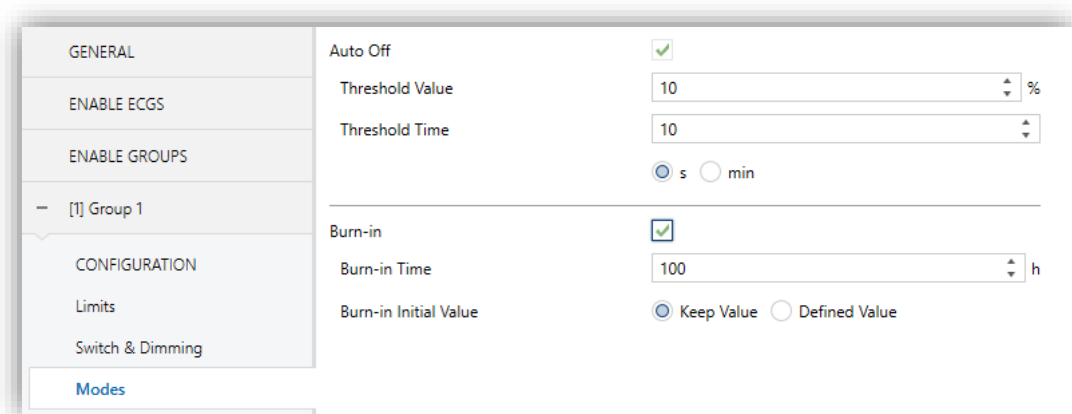 GENERAL
ENABLE ECGS
ENABLE GROUPS
[1] Group 1
CONFIGURATION
Limits
Switch & Dimming
Modes
Auto Off
Threshold Value 10 %
Threshold Time 10
s min
Burn-in
Burn-in Time 100 h
Burn-in Initial Value Keep Value Defined Value